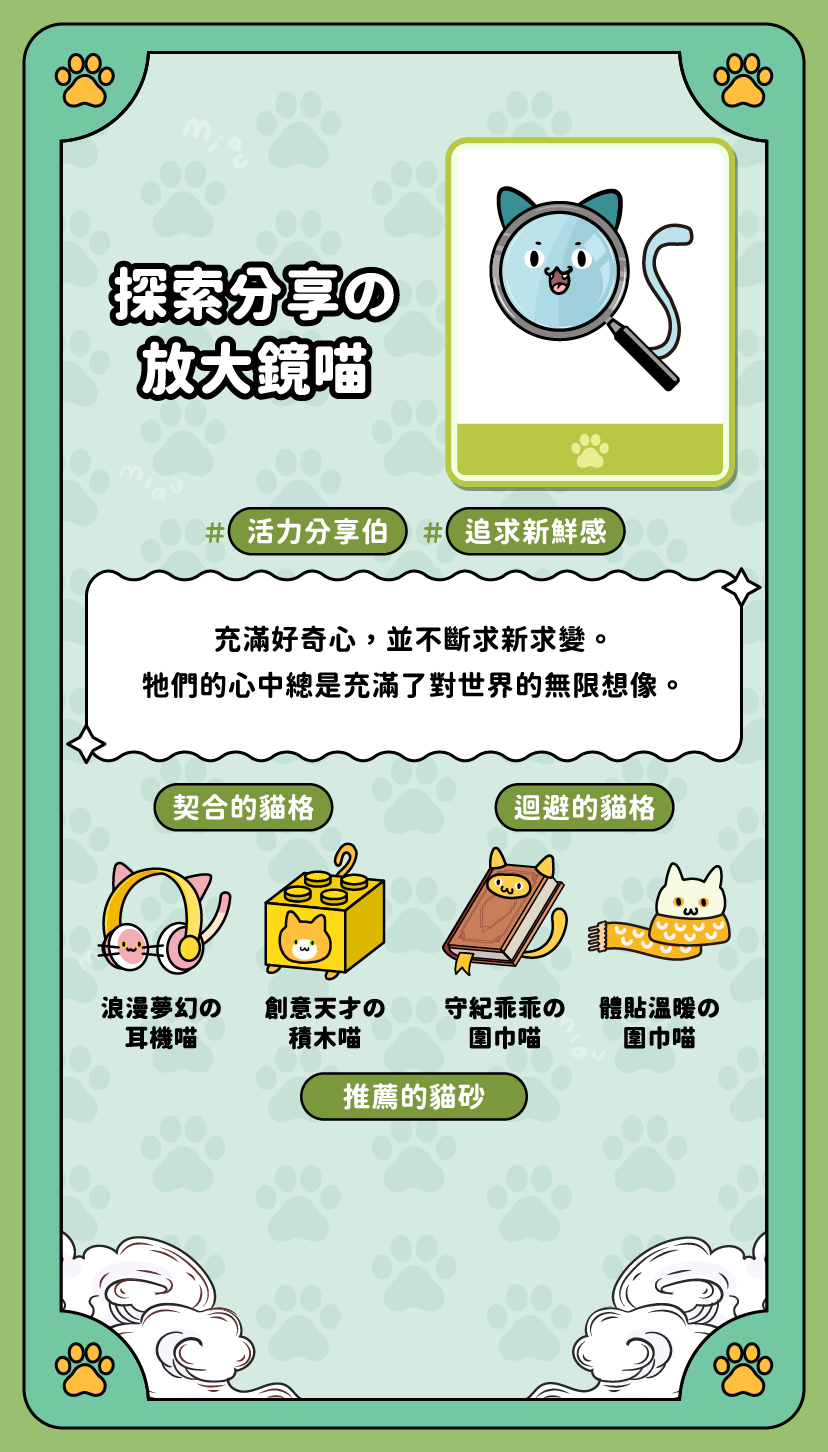 miau
探索分享の
放大鏡喵
miau
#活力分享伯 #追求新鮮感
充滿好奇心，並不斷求新求變。
牠們的心中總是充滿了對世界的無限想像。
契合的貓格 迴避的貓格
浪漫夢幻の
耳機喵
創意天才の
積木喵
守紀乖乖の
圍巾喵
體貼溫暖の
圍巾喵
miau
推薦的貓砂